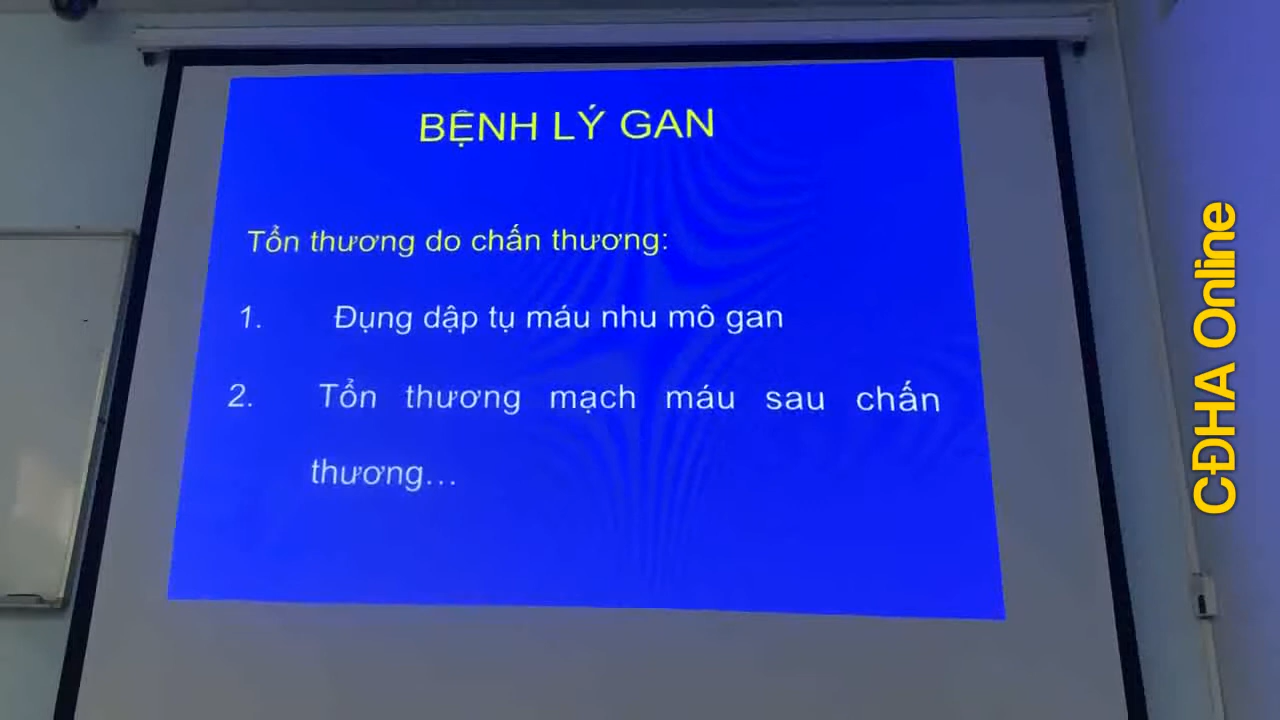 BỆNH LÝ GAN
Tổn thương do chấn thương:
1. Đụng dập tụ máu nhu mô gan
2. Tổn thương mạch máu sau chấn
thương...
CĐHA Online